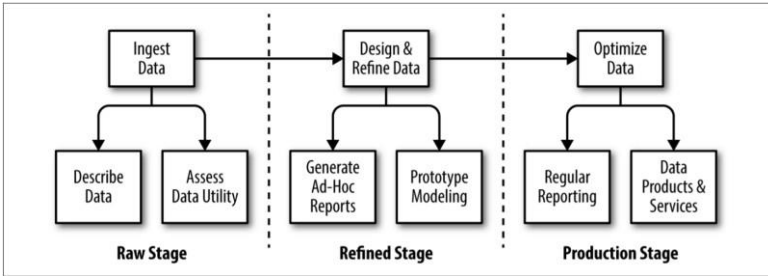 Ingest
Data
Design &
Refine Data
Optimize
Data
Describe
Data
Assess
Data Utility
Generate
Ad-Hoc
Reports
Prototype
Modeling
Regular
Reporting
Data
Products &
Services
Raw Stage
Refined Stage
Production Stage